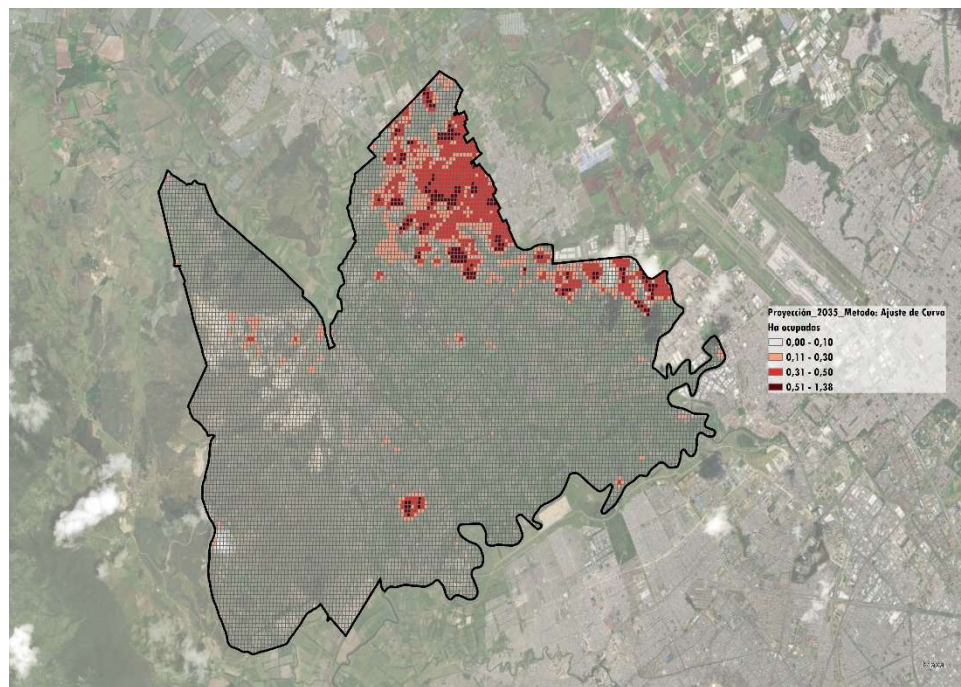 Proyección_2035_Metodo: Ajuste de Curva
Ha ocupadas
0,00 - 0,10
0,11 - 0,30
0,31 - 0,50
0,51 - 1,38